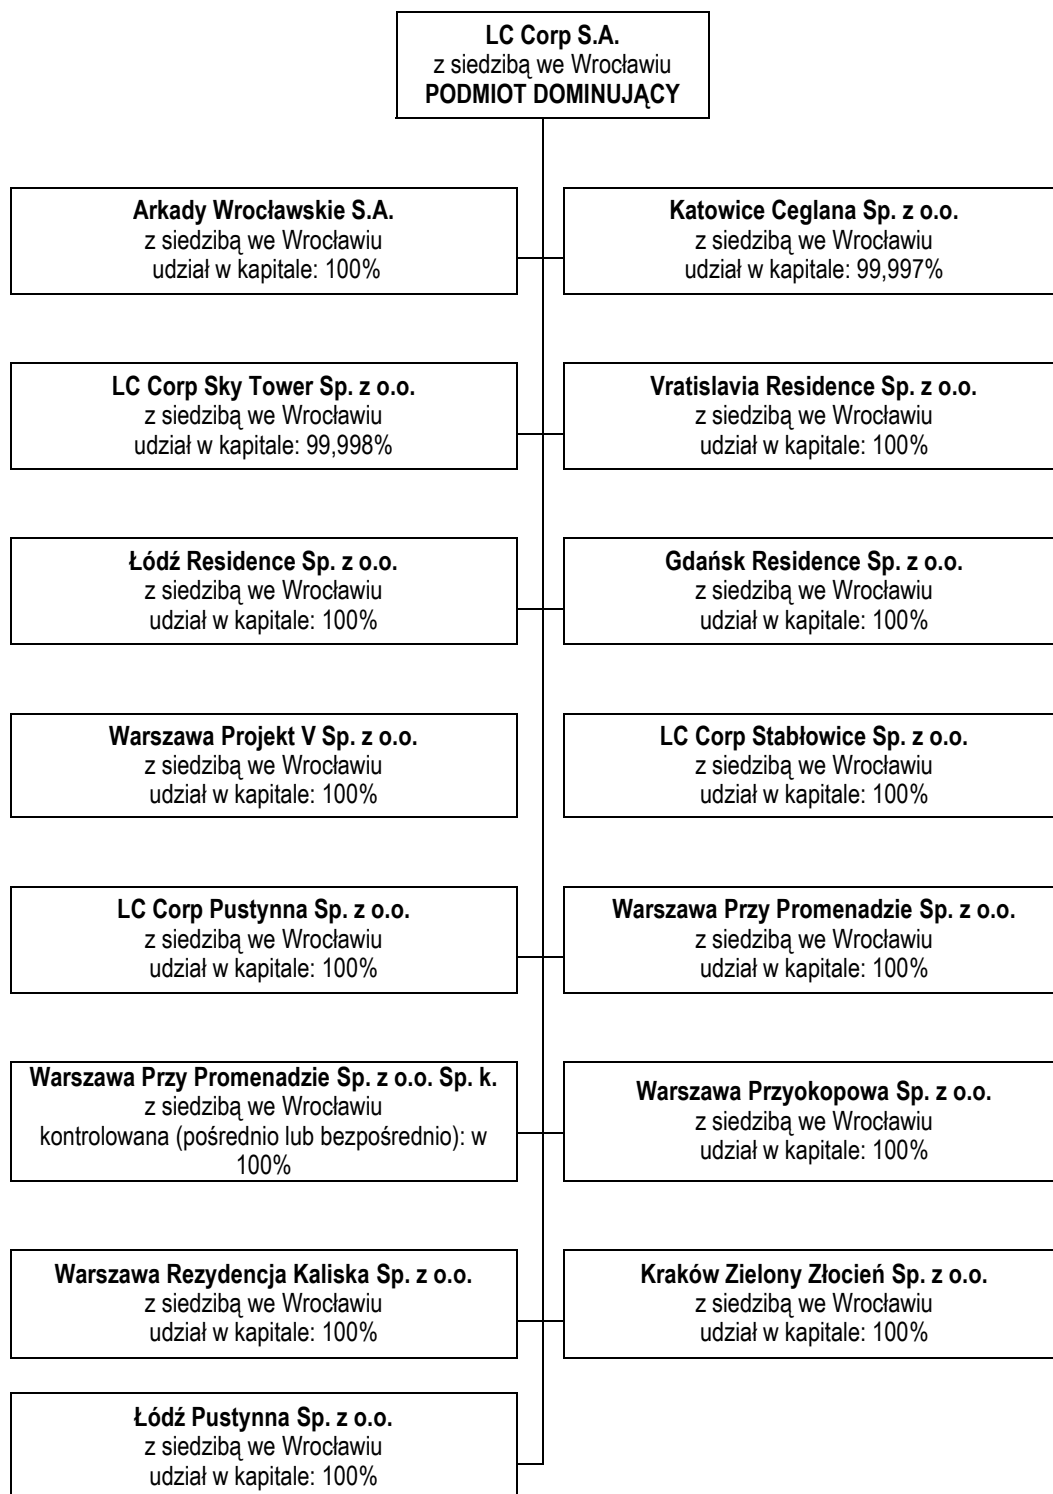 LC Corp S.A.
z siedzibą we Wrocławiu
PODMIOT DOMINUJĄCY
Arkady Wrocławskie S.A.
z siedzibą we Wrocławiu
udział w kapitale: 100%
Katowice Ceglana Sp. z o.o.
z siedzibą we Wrocławiu
udział w kapitale: 99,997%
LC Corp Sky Tower Sp. z o.o.
z siedzibą we Wrocławiu
udział w kapitale: 99,998%
Vratislavia Residence Sp. z o.o.
z siedzibą we Wrocławiu
udział w kapitale: 100%
Łódź Residence Sp. z o.o.
z siedzibą we Wrocławiu
udział w kapitale: 100%
Gdańsk Residence Sp. z o.o.
z siedzibą we Wrocławiu
udział w kapitale: 100%
Warszawa Projekt V Sp. z o.o.
z siedzibą we Wrocławiu
udział w kapitale: 100%
LC Corp Stabłowice Sp. z o.o.
z siedzibą we Wrocławiu
udział w kapitale: 100%
LC Corp Pustynna Sp. z o.o.
z siedzibą we Wrocławiu
udział w kapitale: 100%
Warszawa Przy Promenadzie Sp. z o.o.
z siedzibą we Wrocławiu
udział w kapitale: 100%
Warszawa Przy Promenadzie Sp. z o.o. Sp. k.
z siedzibą we Wrocławiu
kontrolowana (pośrednio lub bezpośrednio): w
100%
Warszawa Przyokopowa Sp. z o.o.
z siedzibą we Wrocławiu
udział w kapitale: 100%
Warszawa Rezydencja Kaliska Sp. z o.o.
z siedzibą we Wrocławiu
udział w kapitale: 100%
Kraków Zielony Złocień Sp. z o.o.
z siedzibą we Wrocławiu
udział w kapitale: 100%
Łódź Pustynna Sp. z o.o.
z siedzibą we Wrocławiu
udział w kapitale: 100%